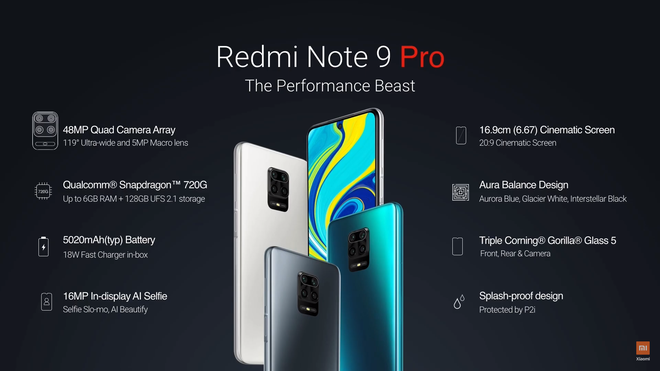 Redmi Note 9 Pro
The Performance Beast
48MP Quad Camera Array
119° Ultra-wide and 5MP Macro lens
720G
Qualcomm® Snapdragon™ 720G
Up to 6GB RAM + 128GB UFS 2.1 storage
5020mAh(typ) Battery
18W Fast Charger in-box
16MP In-display AI Selfie
Selfie Slo-mo, AI Beautify
16.9cm (6.67) Cinematic Screen
20:9 Cinematic Screen
Aura Balance Design
Aurora Blue, Glacier White, Interstellar Black
Triple Corning® Gorilla® Glass 5
Front, Rear & Camera
Splash-proof design
Protected by P2i
mi
Xiaomi